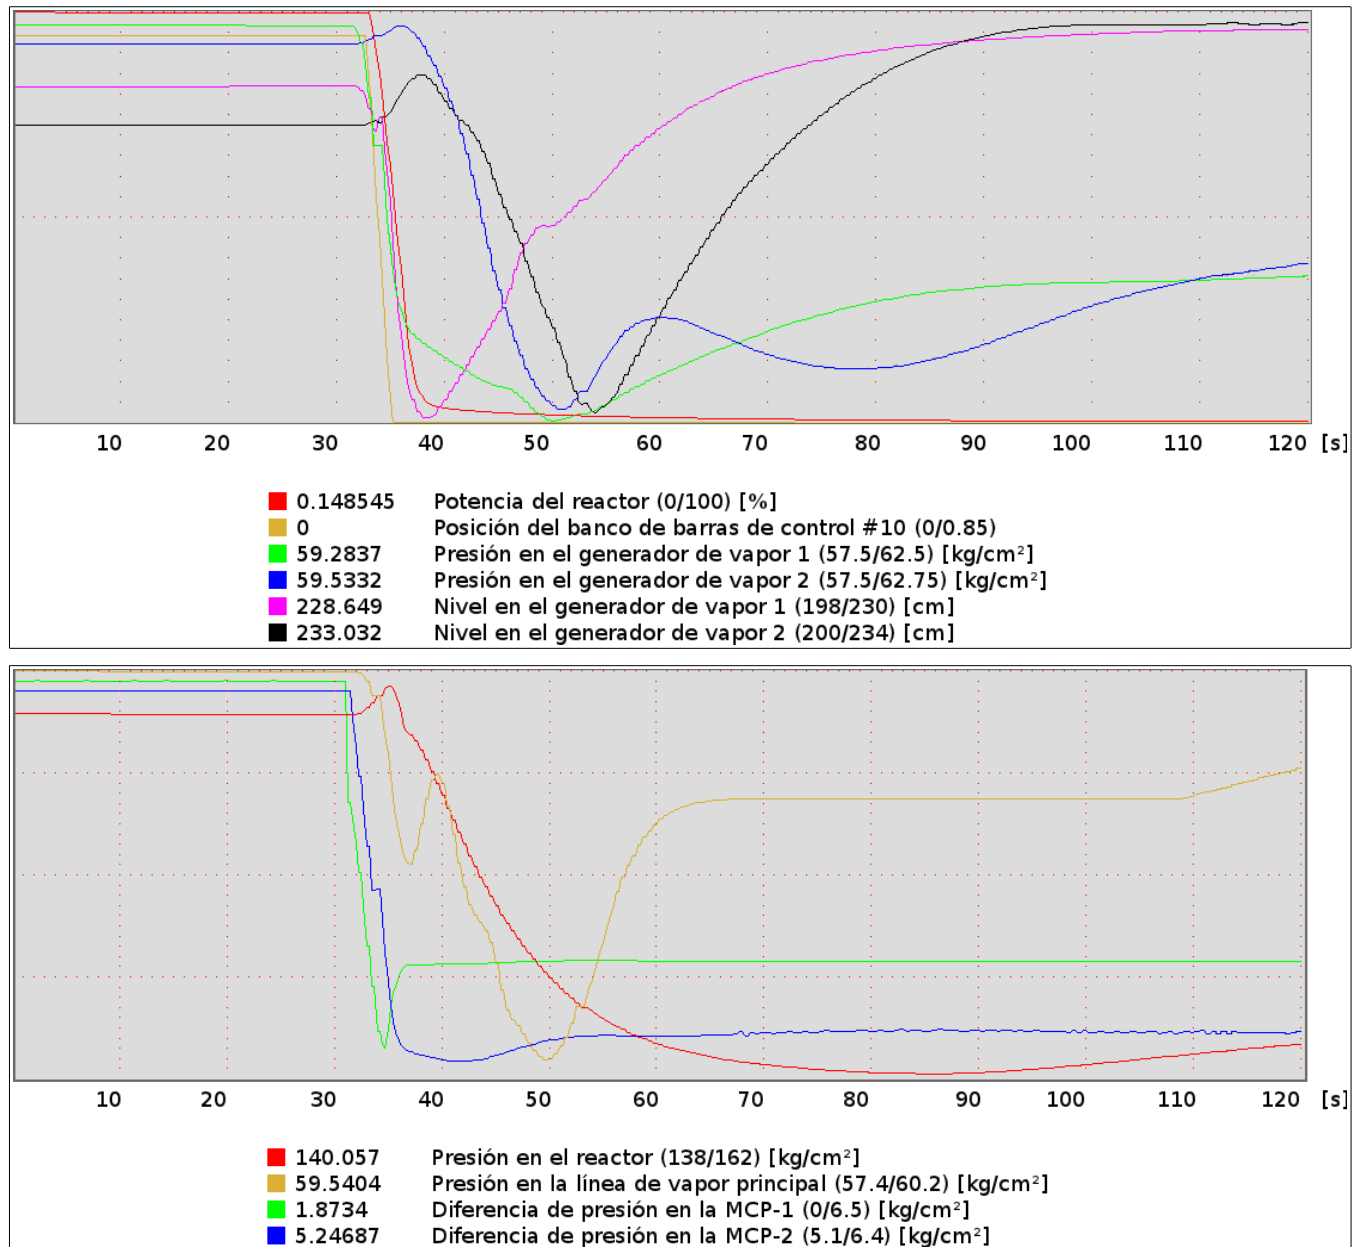 10 20 30 40 50 60 70 80 90 100 110 120 [s]
0.148545 Potencia del reactor (0/100) [%]
0 Posición del banco de barras de control #10 (0/0.85)
59.2837 Presión en el generador de vapor 1 (57.5/62.5) [kg/cm²]
59.5332 Presión en el generador de vapor 2 (57.5/62.75) [kg/cm²]
228.649 Nivel en el generador de vapor 1 (198/230) [cm]
233.032 Nivel en el generador de vapor 2 (200/234) [cm]
10 20 30 40 50 60 70 80 90 100 110 120 [s]
140.057 Presión en el reactor (138/162) [kg/cm²]
59.5404 Presión en la línea de vapor principal (57.4/60.2) [kg/cm²]
1.8734 Diferencia de presión en la MCP-1 (0/6.5) [kg/cm²]
5.24687 Diferencia de presión en la MCP-2 (5.1/6.4) [kg/cm²]